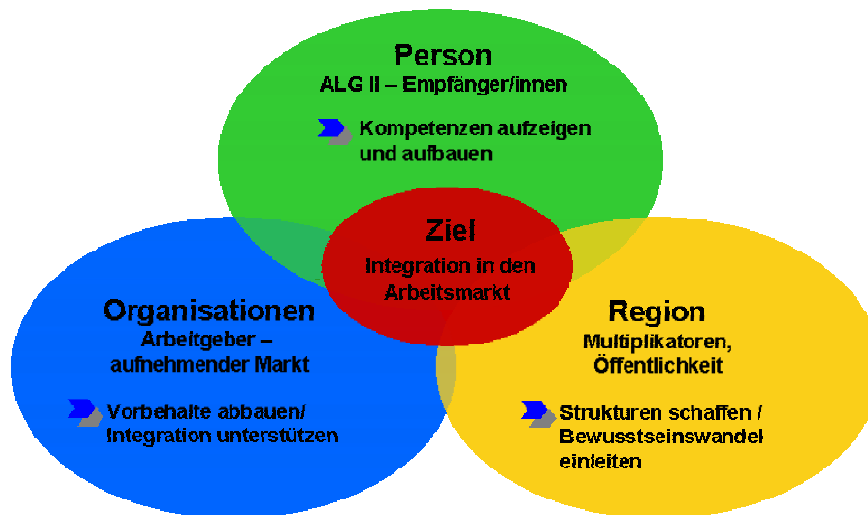 Person
ALG II – Empfänger/innen
Kompetenzen aufzeigen
und aufbauen
Ziel
Integration in den
Arbeitsmarkt
Organisationen
Arbeitgeber –
aufnehmender Markt
Vorbehalte abbauen/
Integration unterstützen
Region
Multiplikatoren,
Öffentlichkeit
Strukturen schaffen /
Bewusstseinswandel
einleiten